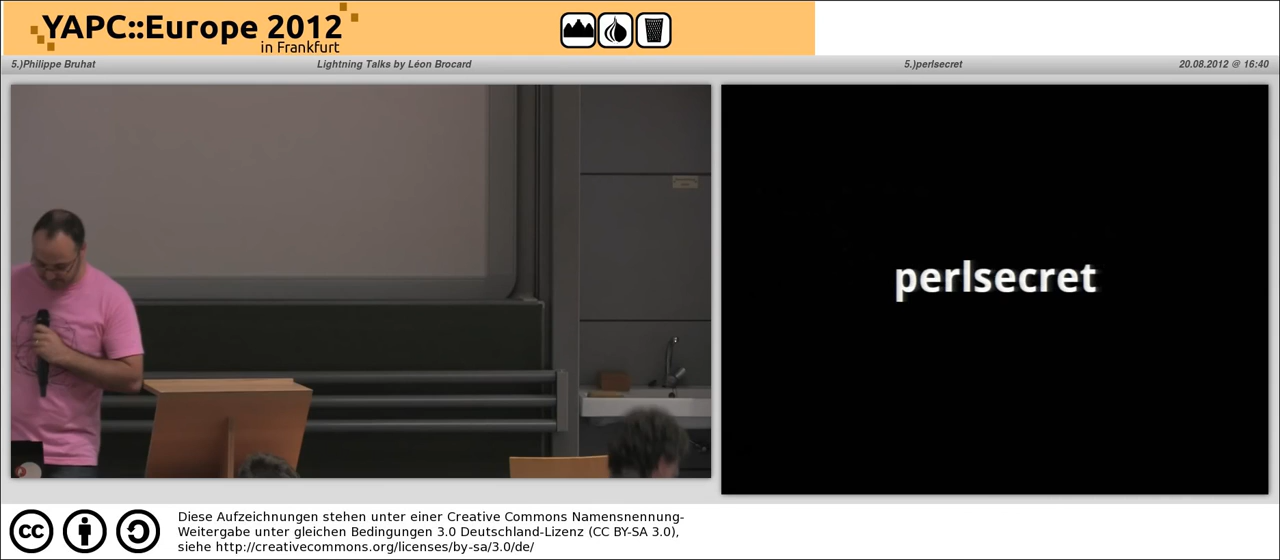 YAPC::Europe 2012
in Frankfurt
5.)Philippe Bruhat
Lightning Talks by Léon Brocard
5.)perlsecret
20.08.2012 @ 16:40
perlsecret
cc
Diese Aufzeichnungen stehen unter einer Creative Commons Namensnennung-
Weitergabe unter gleichen Bedingungen 3.0 Deutschland-Lizenz (CC BY-SA 3.0),
siehe http://creativecommons.org/licenses/by-sa/3.0/de/